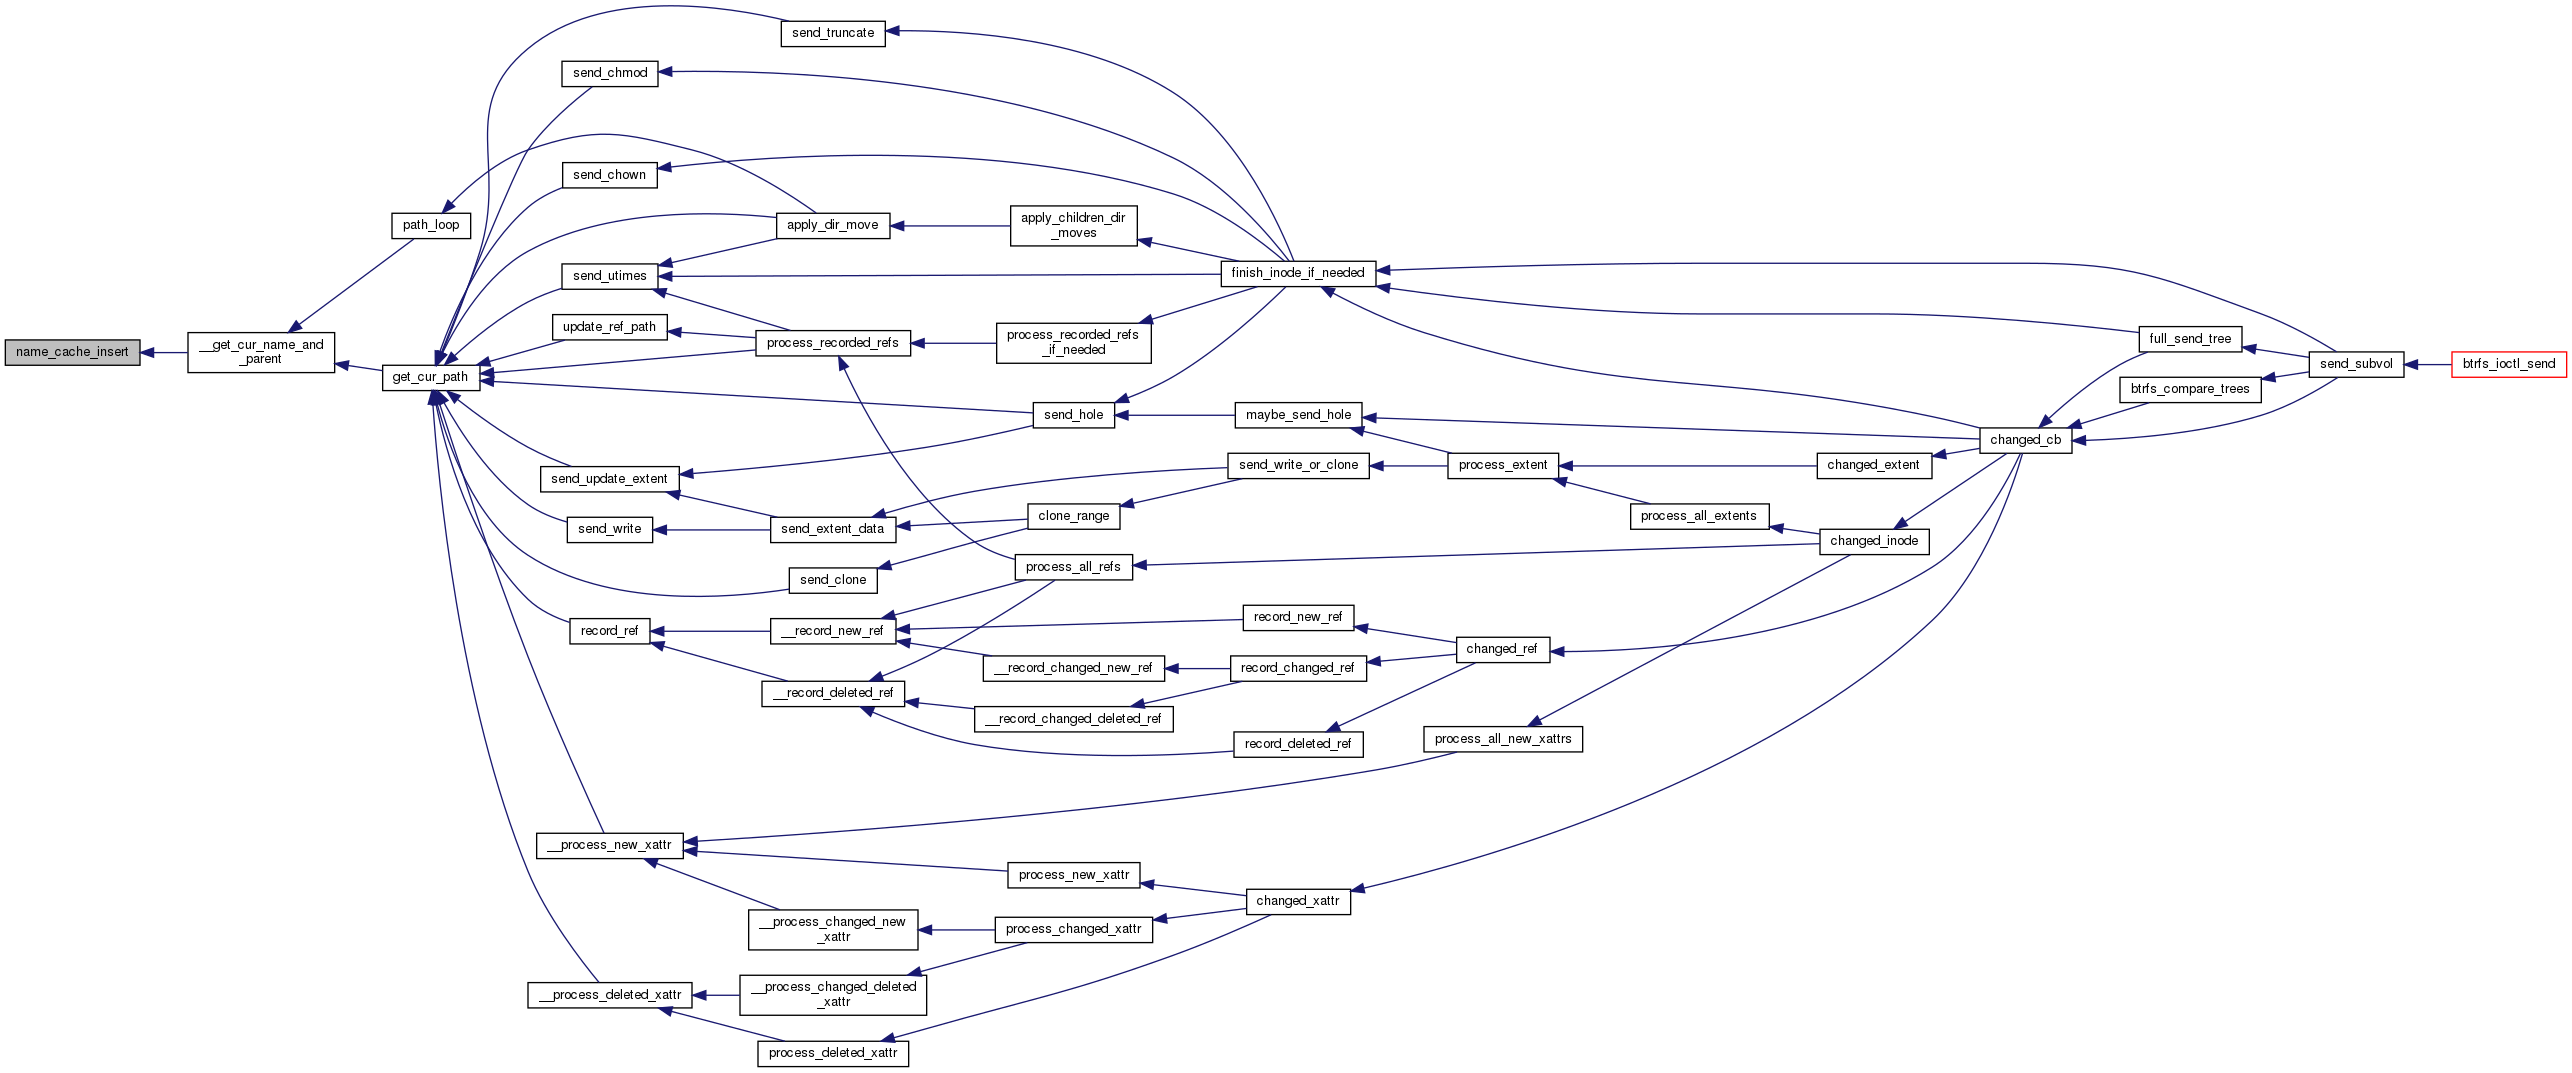 send_truncate
send_chmod
send_chown
path_loop
apply_dir_move
apply_children_dir
_moves
send_utimes
finish_inode_if_needed
update_ref_path
process_recorded_refs
process_recorded_refs
_if_needed
name_cache_insert
__get_cur_name_and
_parent
get_cur_path
full_send_tree
send_subvol
btrfs_ioctl_send
btrfs_compare_trees
send_hole
maybe_send_hole
changed_cb
send_update_extent
send_write_or_clone
process_extent
changed_extent
send_write
send_extent_data
clone_range
process_all_extents
changed_inode
send_clone
process_all_refs
record_ref
__record_new_ref
record_new_ref
changed_ref
__record_changed_new_ref
record_changed_ref
__record_deleted_ref
__record_changed_deleted_ref
record_deleted_ref
process_all_new_xattrs
__process_new_xattr
process_new_xattr
changed_xattr
__process_changed_new
_xattr
process_changed_xattr
__process_deleted_xattr
__process_changed_deleted
_xattr
process_deleted_xattr